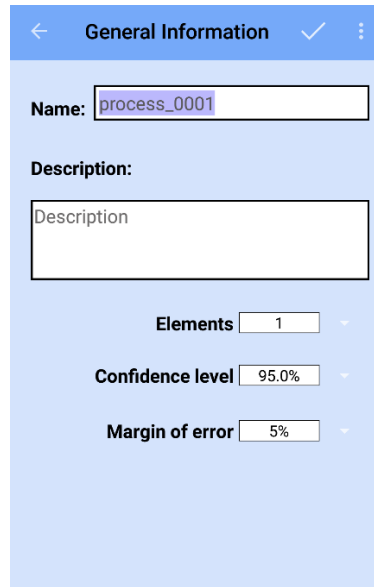 General Information
Name: process_0001
Description:
Description
Elements 1
Confidence level 95.0%
Margin of error 5%